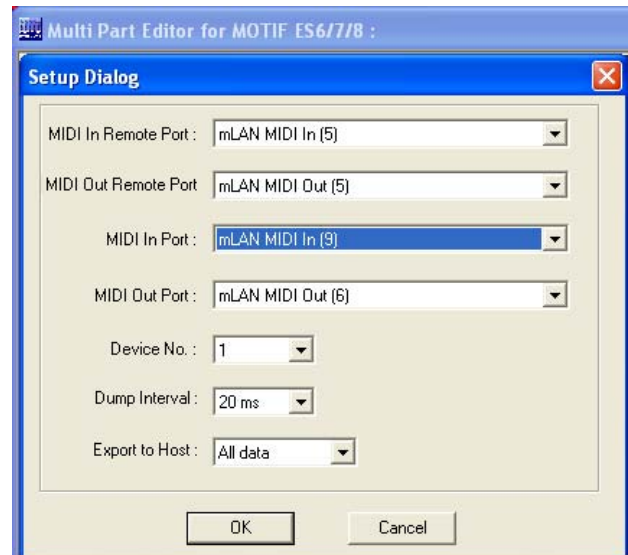 Multi Part Editor for MOTIF ES6/7/8 :
Setup Dialog
MIDI In Remote Port : mLAN MIDI In (5)
MIDI Out Remote Port mLAN MIDI Out (5)
MIDI In Port : mLAN MIDI In (9)
MIDI Out Port : mLAN MIDI Out (6)
Device No. : 1
Dump Interval : 20 ms
Export to Host : All data
OK Cancel